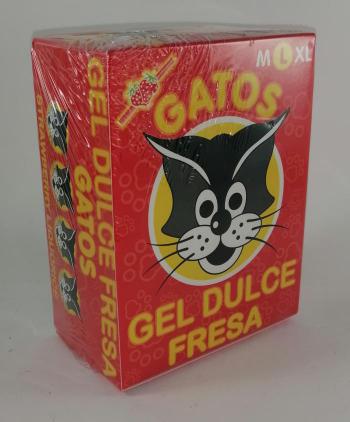 M L XL
GATOS
GEL DULCE
FRESA
GEL DULCE FRESA
GATOS